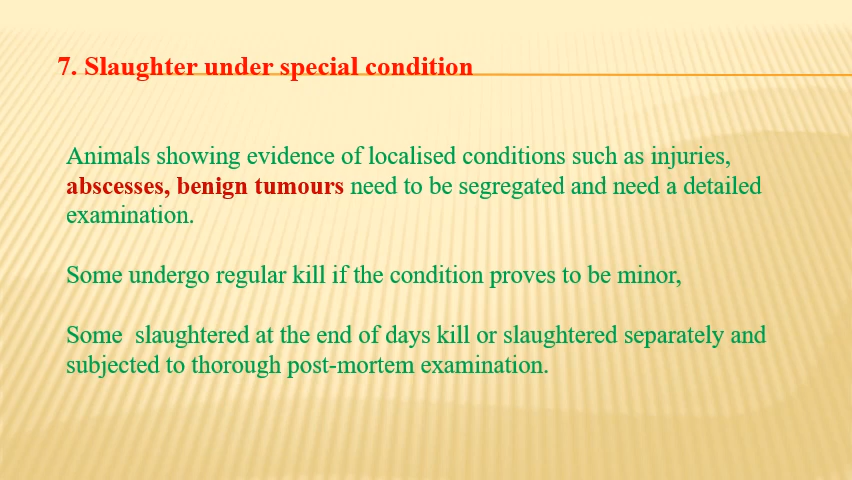 7. Slaughter under special condition
Animals showing evidence of localised conditions such as injuries,
abscesses, benign tumours need to be segregated and need a detailed
examination.
Some undergo regular kill if the condition proves to be minor,
Some  slaughtered at the end of days kill or slaughtered separately and
subjected to thorough post-mortem examination.